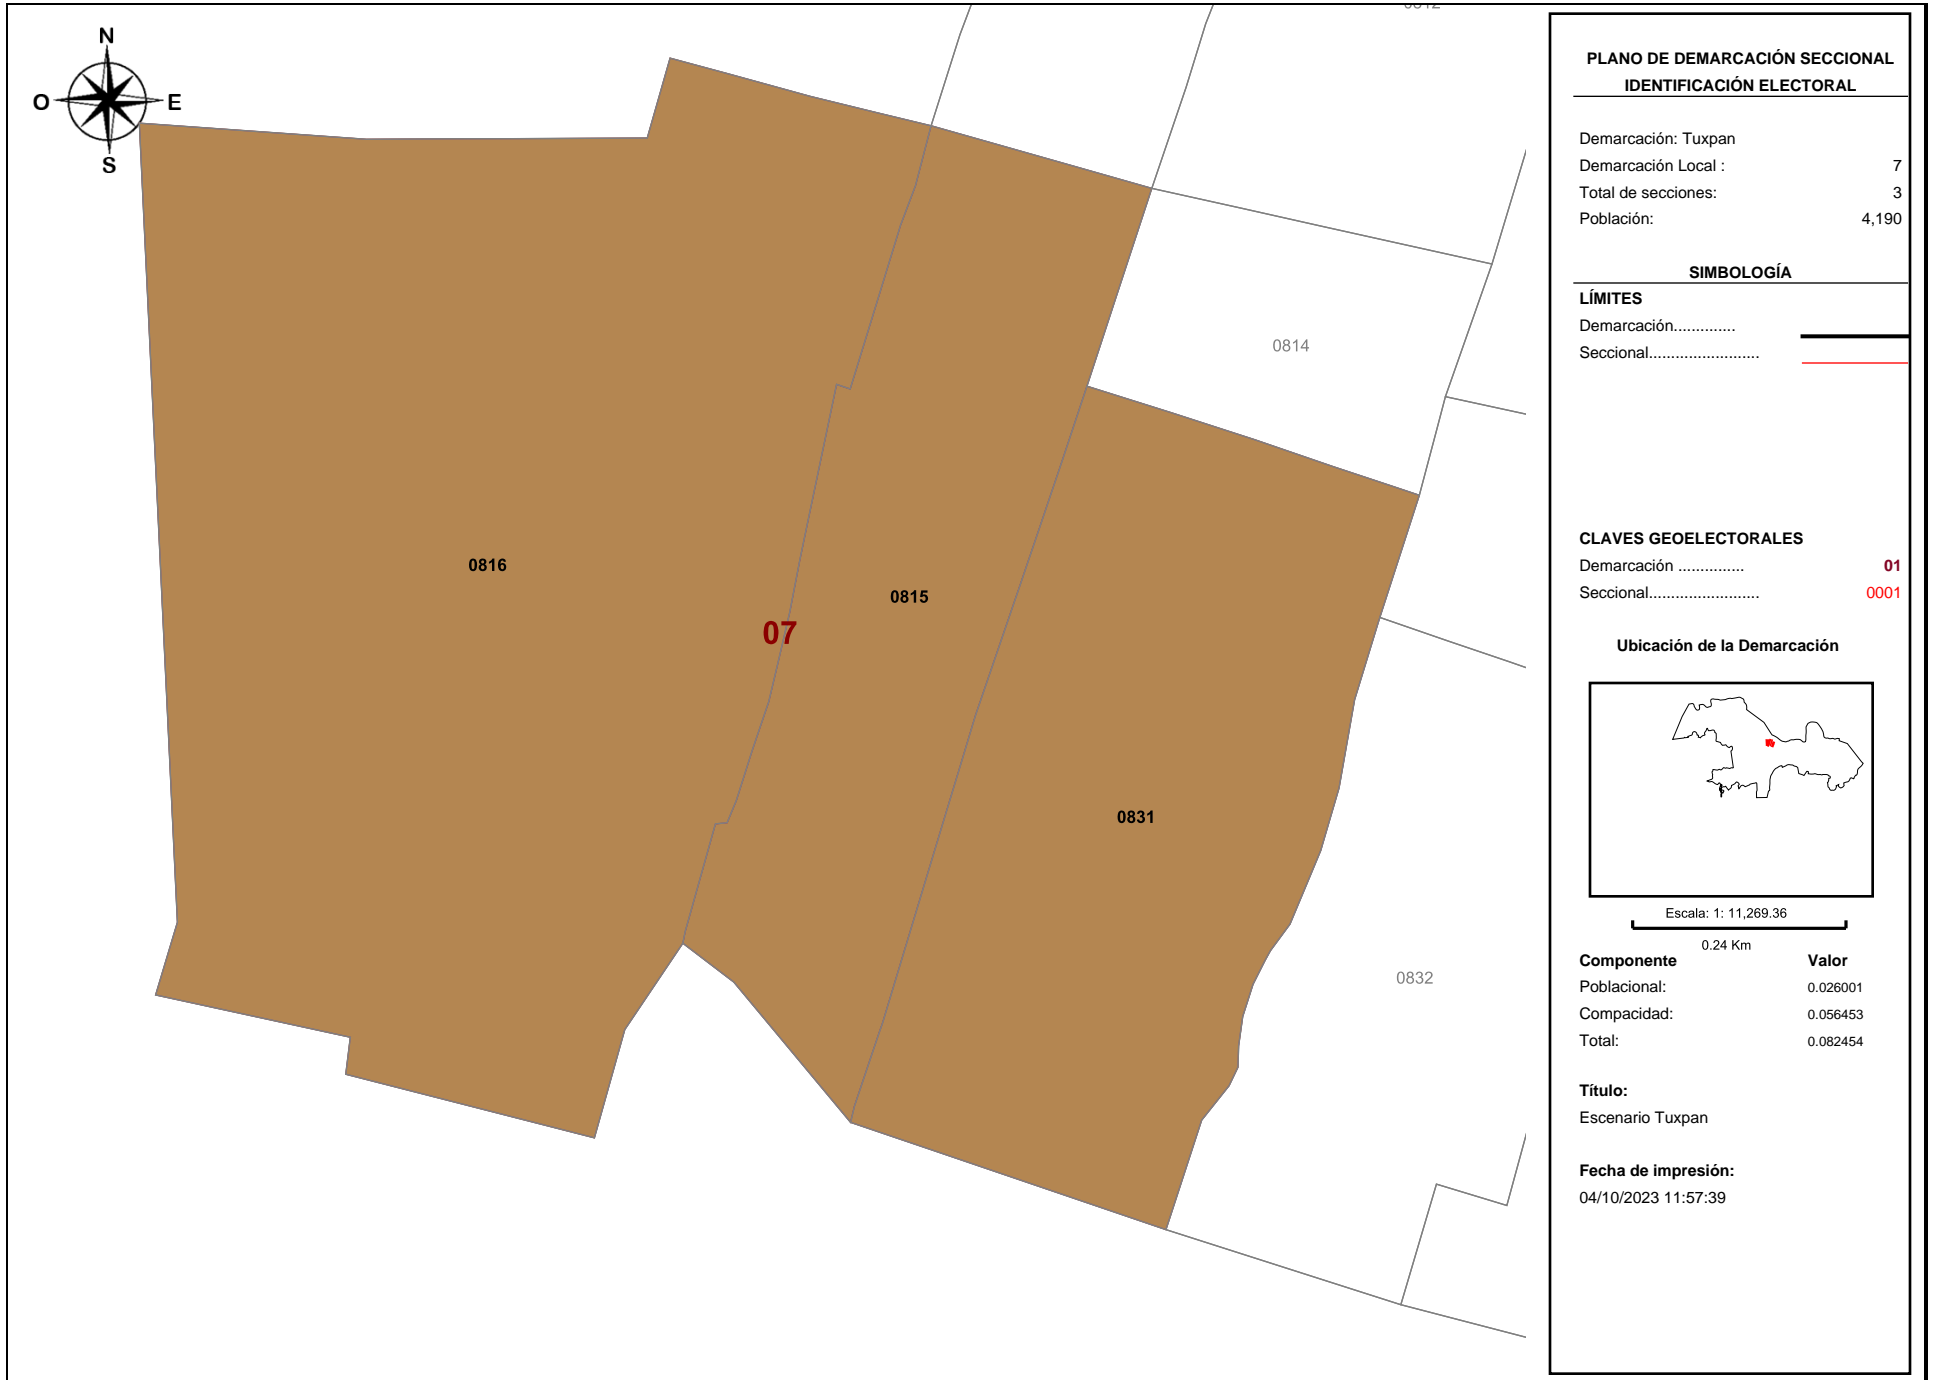 N
O
E
S
0814
0816
0815
07
0831
0832
PLANO DE DEMARCACIÓN SECCIONAL
IDENTIFICACIÓN ELECTORAL
Demarcación: Tuxpan
Demarcación Local : 7
Total de secciones: 3
Población: 4,190
SIMBOLOGÍA
LÍMITES
Demarcación..............
Seccional.........................
CLAVES GEOELECTORALES
Demarcación ............... 01
Seccional......................... 0001
Ubicación de la Demarcación
Escala: 1: 11,269.36
0.24 Km
Componente Valor
Poblacional: 0.026001
Compacidad: 0.056453
Total: 0.082454
Título:
Escenario Tuxpan
Fecha de impresión:
04/10/2023 11:57:39